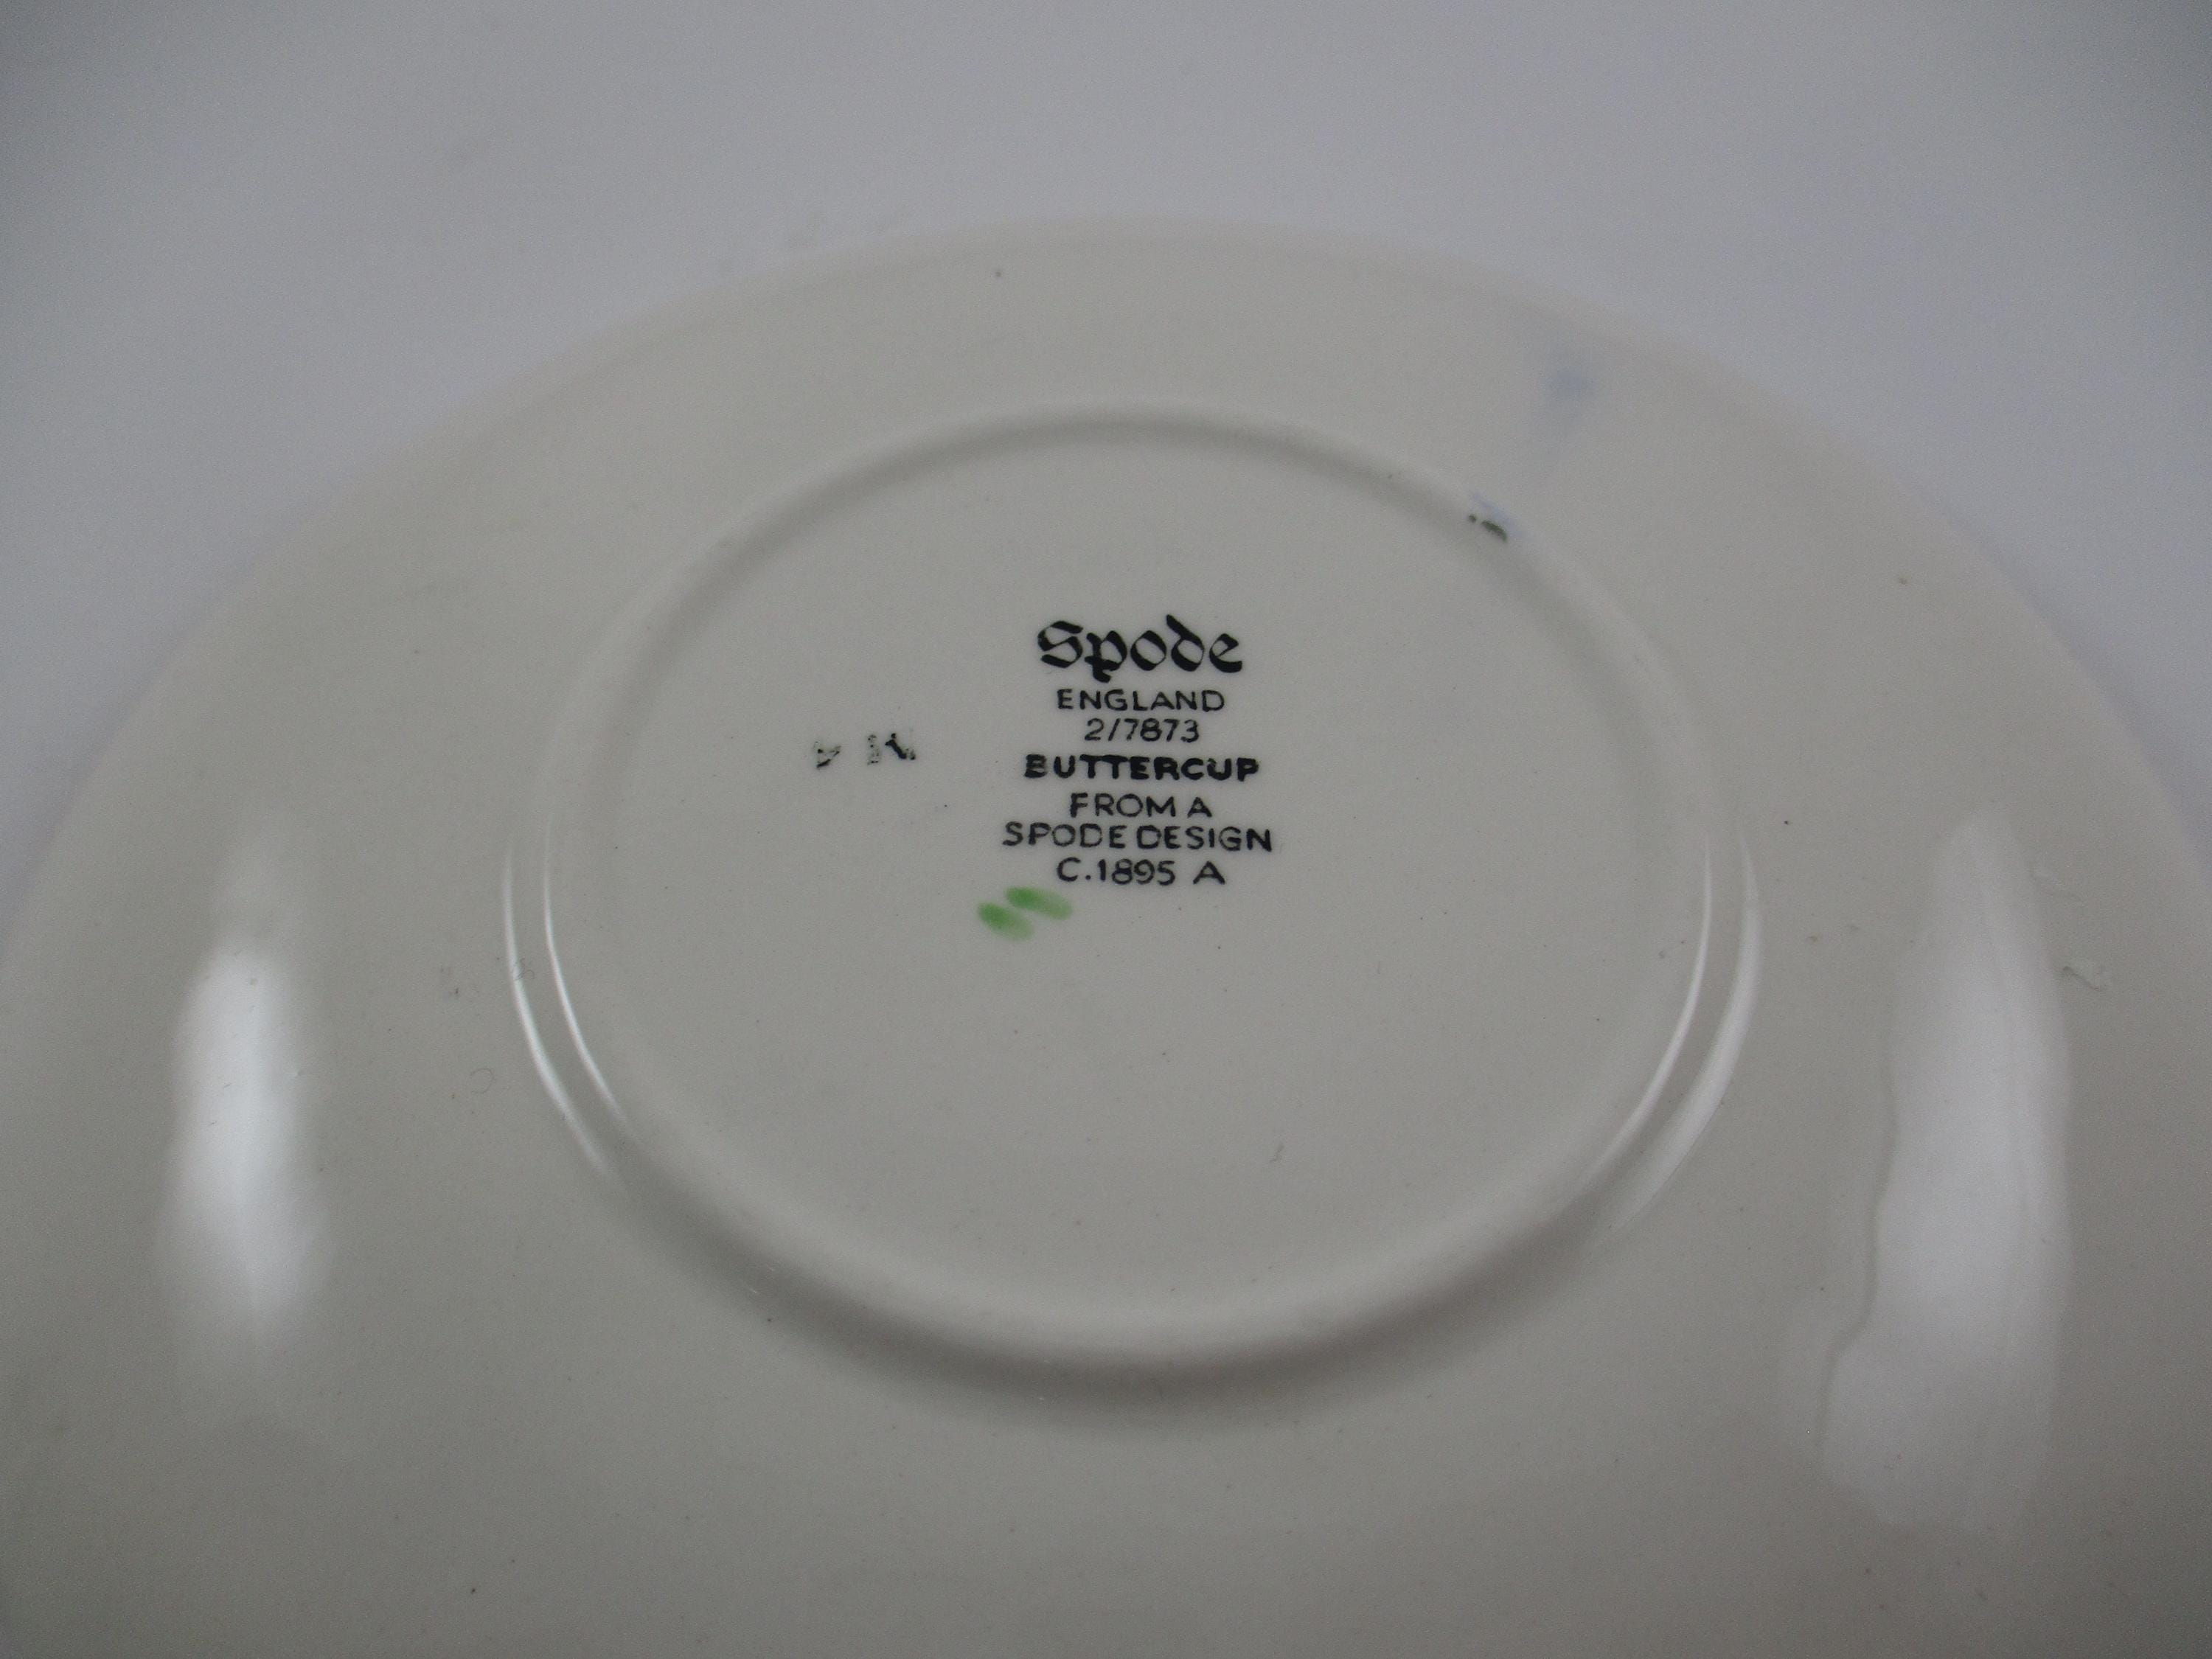 Spode
ENGLAND
2/7873
BUTTERCUP
FROM A
SPODE DESIGN
C.1895 A